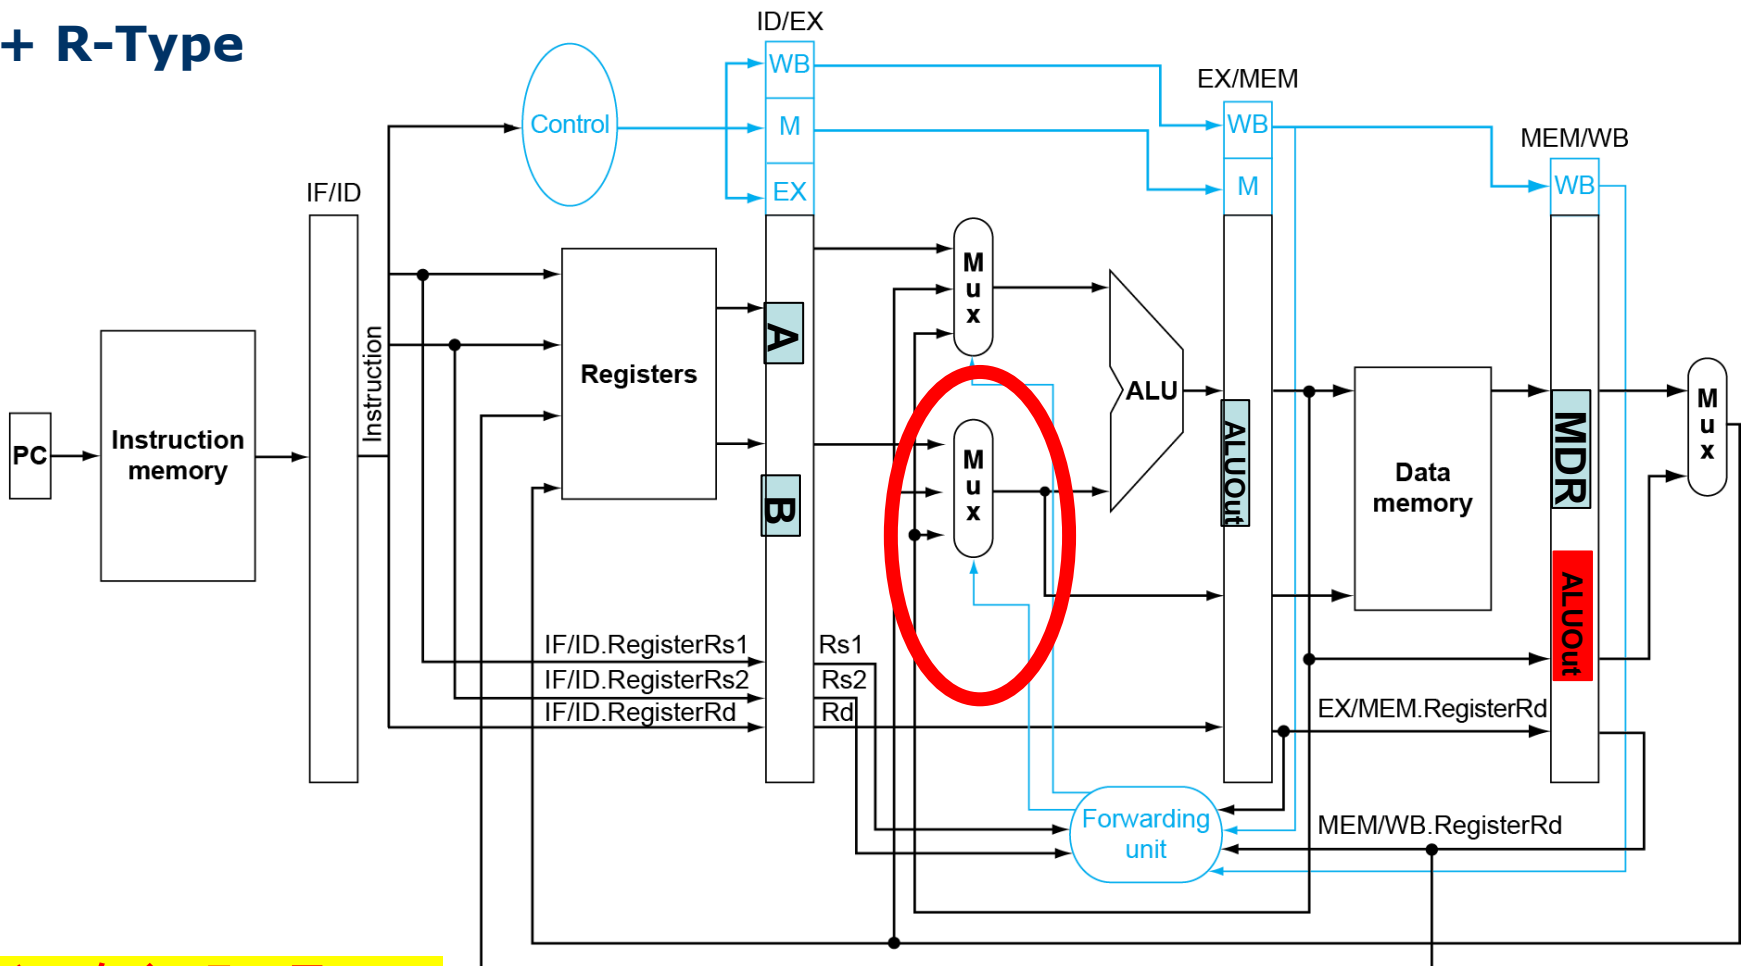 + R-Type
ID/EX
WB
EX/MEM
Control
M
WB
MEM/WB
IF/ID
EX
M
WB
M
u
x
A
Instruction
Registers
ALU
M
u
x
PC
Instruction
memory
B
M
u
x
ALUOut
Data
memory
MDR
ALUOut
IF/ID.RegisterRs1
Rs1
IF/ID.RegisterRs2
Rs2
IF/ID.RegisterRd
Rd
EX/MEM.RegisterRd
Forwarding
unit
MEM/WB.RegisterRd